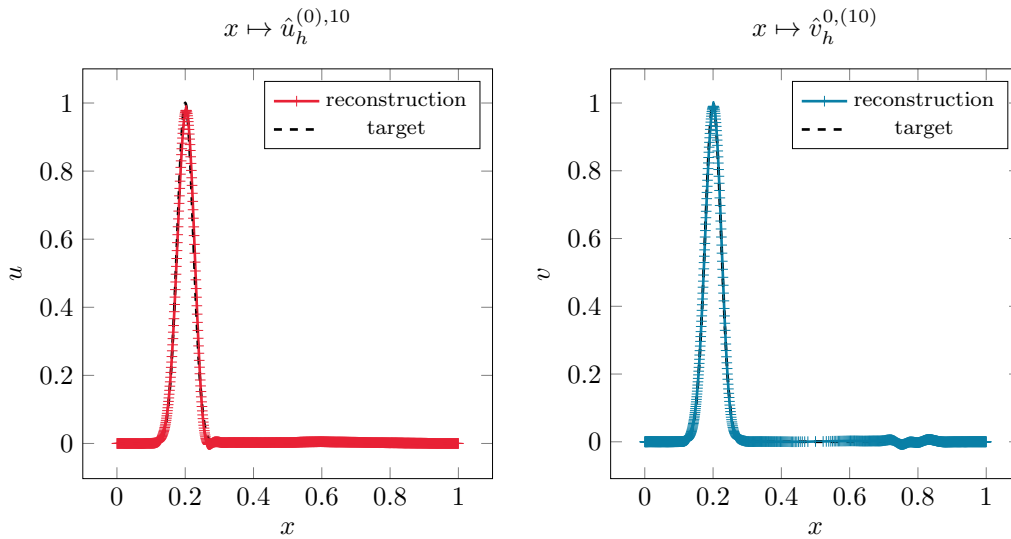 x ↦ û_h^{(0),10}
reconstruction
target
1
0.8
0.6
0.4
0.2
0
u
0 0.2 0.4 0.6 0.8 1
x
x ↦ v̂_h^{0,(10)}
reconstruction
target
1
0.8
0.6
0.4
0.2
0
v
0 0.2 0.4 0.6 0.8 1
x